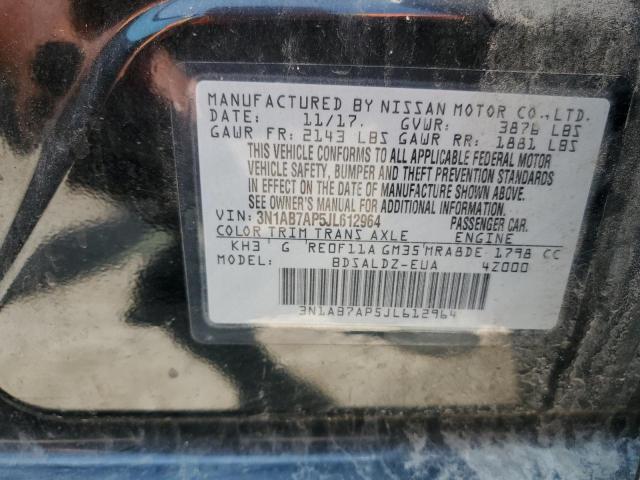 MANUFACTURED BY NISSAN MOTOR CO., LTD.
DATE: 11/17. GVWR: 3876 LBS
GAWR FR: 2143 LBS GAWR RR: 1881 LBS
THIS VEHICLE CONFORMS TO ALL APPLICABLE FEDERAL MOTOR
VEHICLE SAFETY, BUMPER AND THEFT PREVENTION STANDARDS
IN EFFECT ON THE DATE OF MANUFACTURE SHOWN ABOVE.
SEE OWNER'S MANUAL FOR ADDITIONAL INFORMATION.
VIN: 3N1AB7AP5JL612964 PASSENGER CAR.
COLOR TRIM TRANS AXLE ENGINE
KH3 G RE0F11A GM35 MRA8DE 1798 CC
MODEL: BDSALDZ-EUA 4Z000
3N1AB7AP5JL612964